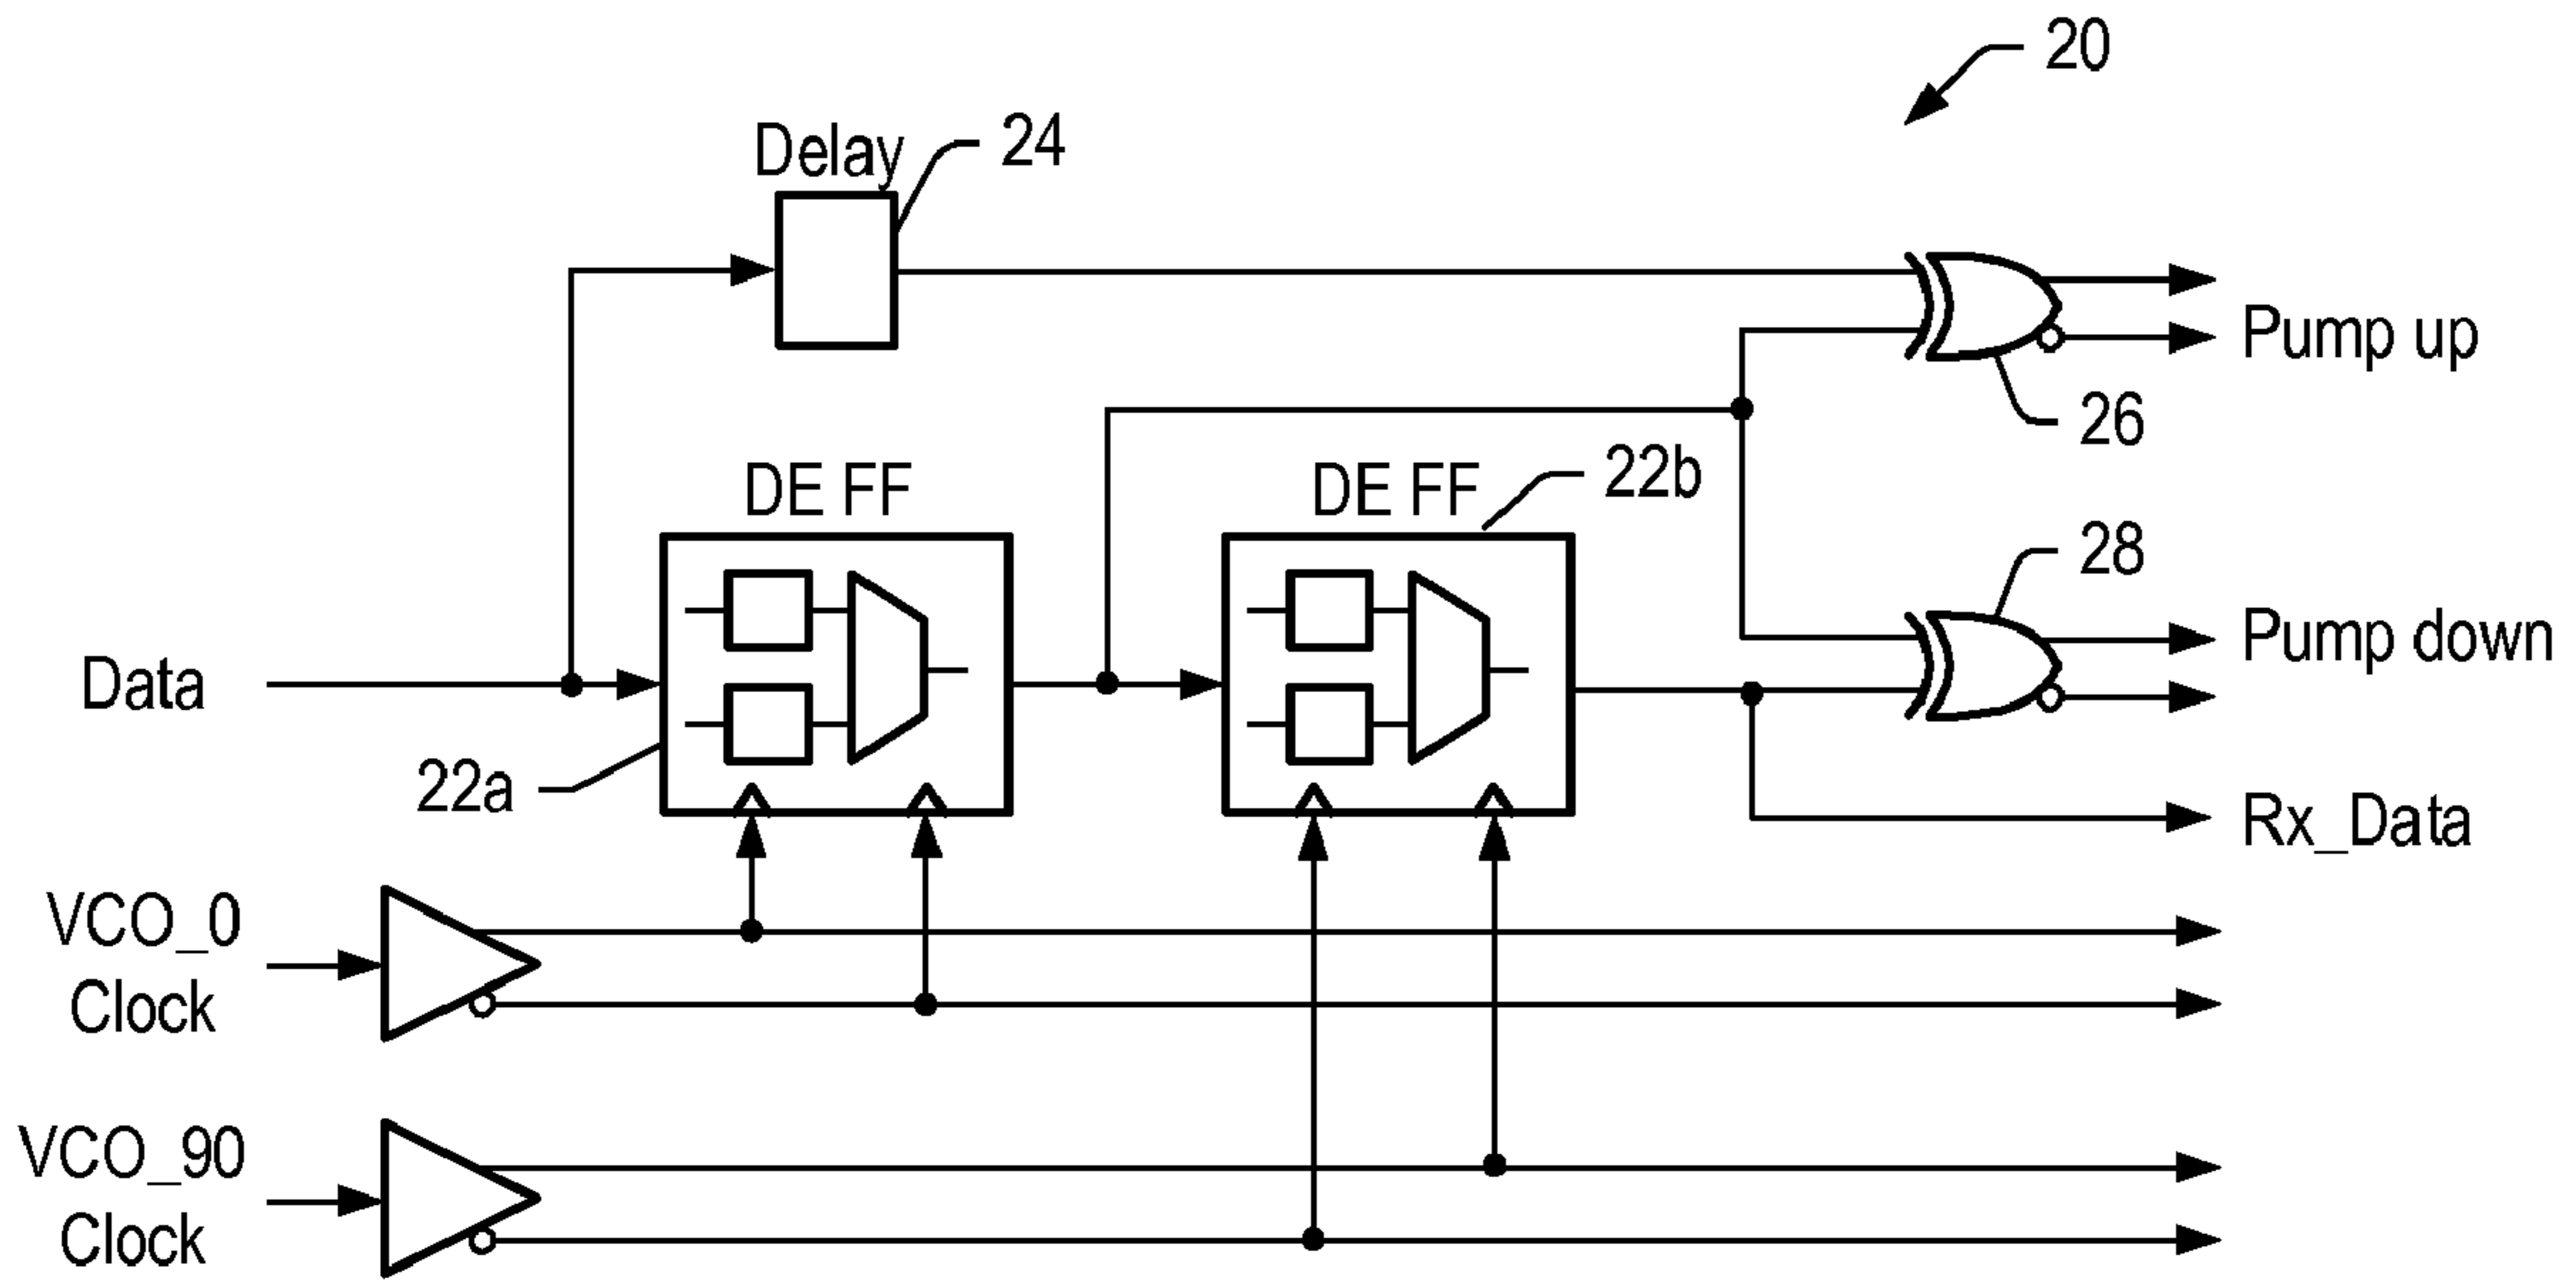 20
Delay
24
Pump up
26
DE FF
DE FF
22b
28
Pump down
Data
22a
Rx_Data
VCO_0
Clock
VCO_90
Clock